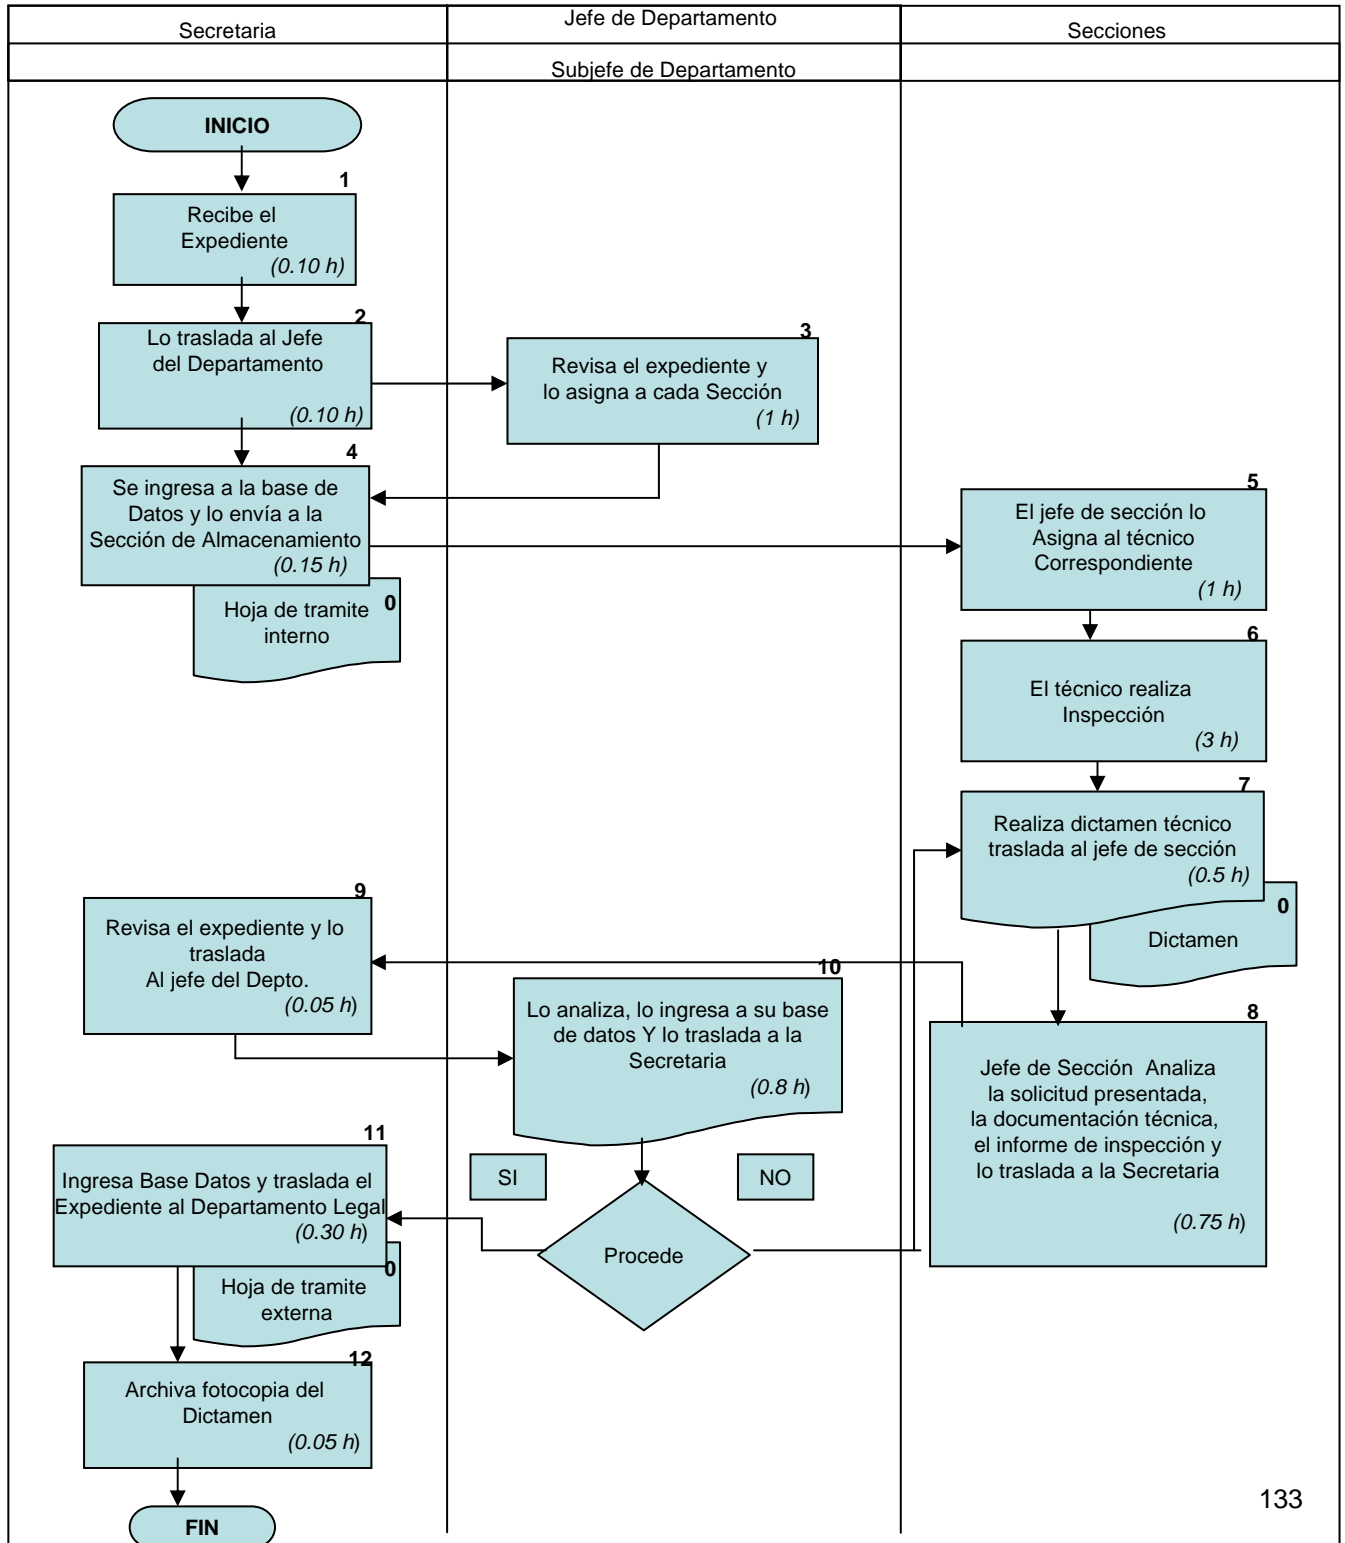 Secretaria
Jefe de Departamento
Secciones
Subjefe de Departamento
INICIO
1
Recibe el
Expediente
(0.10 h)
2
Lo traslada al Jefe
del Departamento
(0.10 h)
3
Revisa el expediente y
lo asigna a cada Sección
(1 h)
4
Se ingresa a la base de
Datos y lo envía a la
Sección de Almacenamiento
(0.15 h)
0
Hoja de tramite
interno
5
El jefe de sección lo
Asigna al técnico
Correspondiente
(1 h)
6
El técnico realiza
Inspección
(3 h)
7
Realiza dictamen técnico
traslada al jefe de sección
(0.5 h)
0
Dictamen
8
Jefe de Sección Analiza
la solicitud presentada,
la documentación técnica,
el informe de inspección y
lo traslada a la Secretaria
(0.75 h)
9
Revisa el expediente y lo
traslada
Al jefe del Depto.
(0.05 h)
10
Lo analiza, lo ingresa a su base
de datos Y lo traslada a la
Secretaria
(0.8 h)
SI
NO
Procede
11
Ingresa Base Datos y traslada el
Expediente al Departamento Legal
(0.30 h)
0
Hoja de tramite
externa
12
Archiva fotocopia del
Dictamen
(0.05 h)
FIN
133